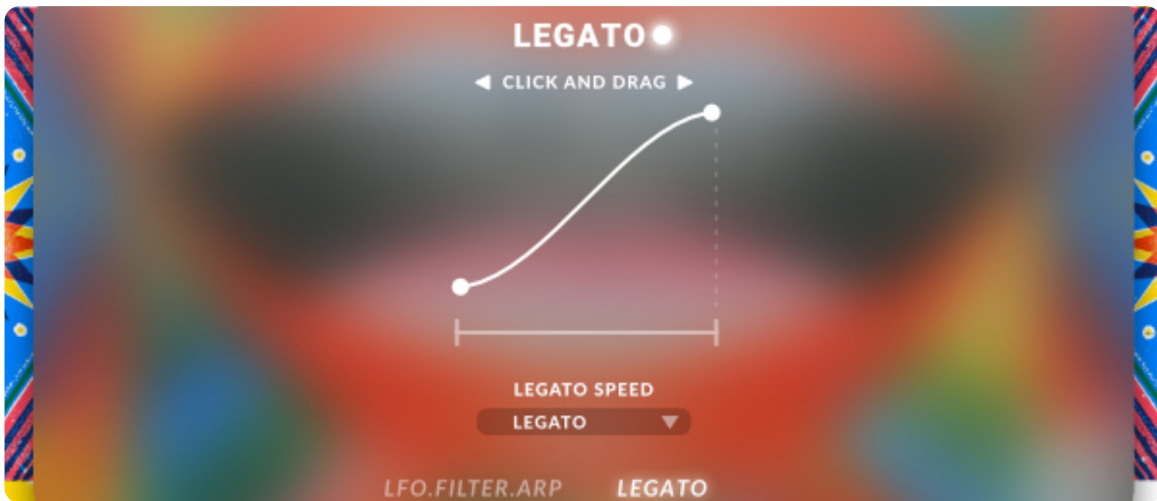 LEGATO
CLICK AND DRAG
LEGATO SPEED
LEGATO
LFO.FILTER.ARP LEGATO